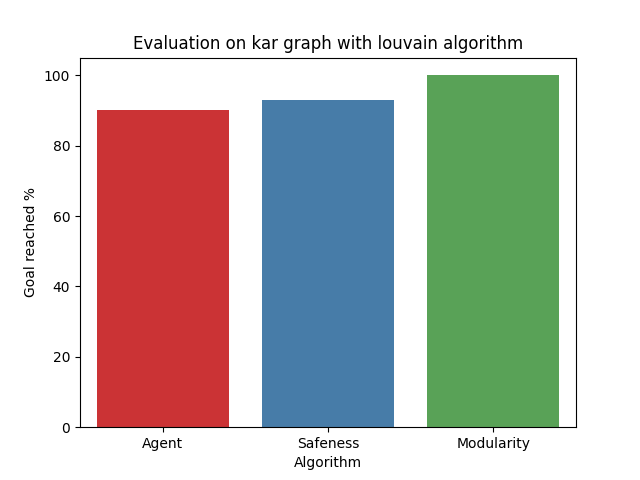 Evaluation on kar graph with louvain algorithm
Goal reached %
100
80
60
40
20
0
Agent
Safeness
Modularity
Algorithm